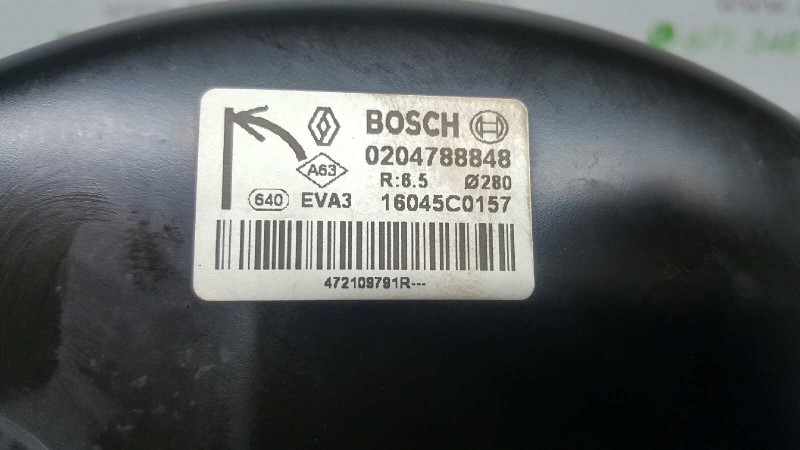 BOSCH
0204788848
A63
R:6.5 Ø280
640 EVA3 16045C0157
472109791R---